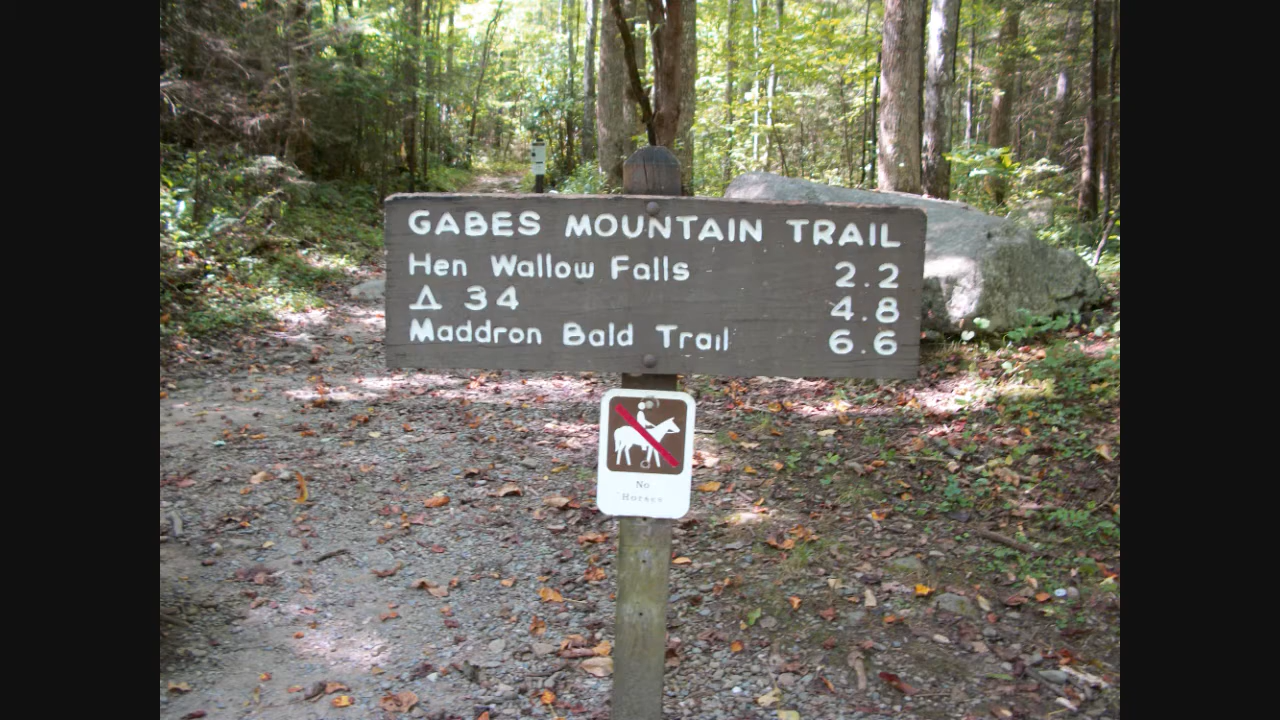 GABES MOUNTAIN TRAIL
Hen Wallow Falls 2.2
Δ 34 4.8
Maddron Bald Trail 6.6
No
Horses